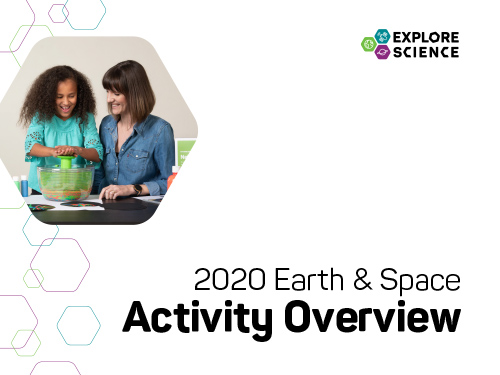 EXPLORE
SCIENCE
2020 Earth & Space
Activity Overview